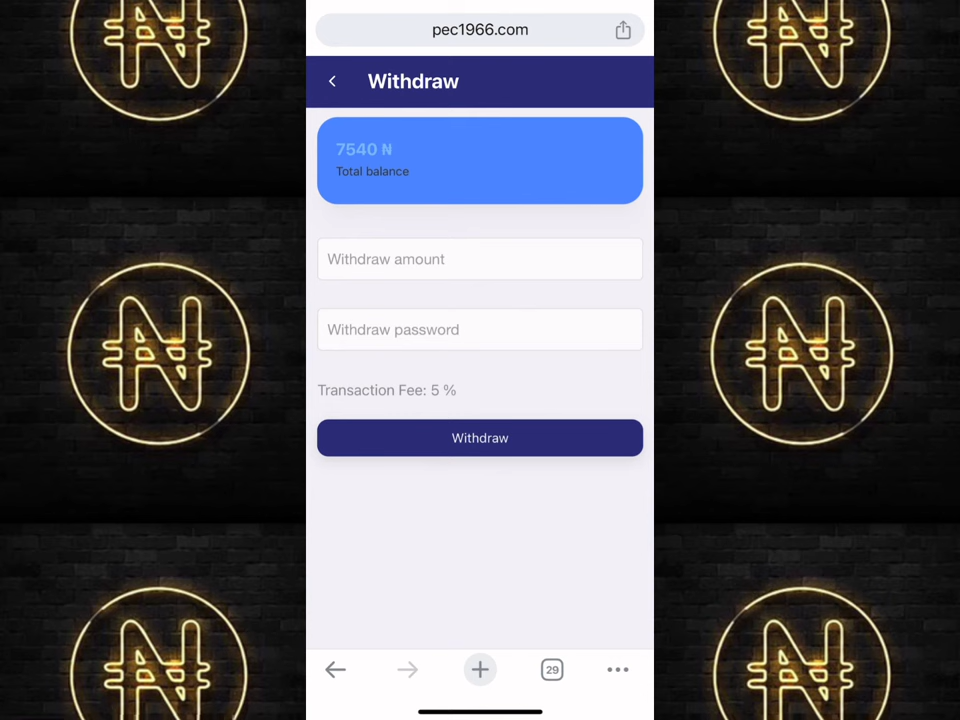 pec1966.com
Withdraw
7540 ₦
Total balance
Withdraw amount
Withdraw password
Transaction Fee: 5 %
Withdraw
29